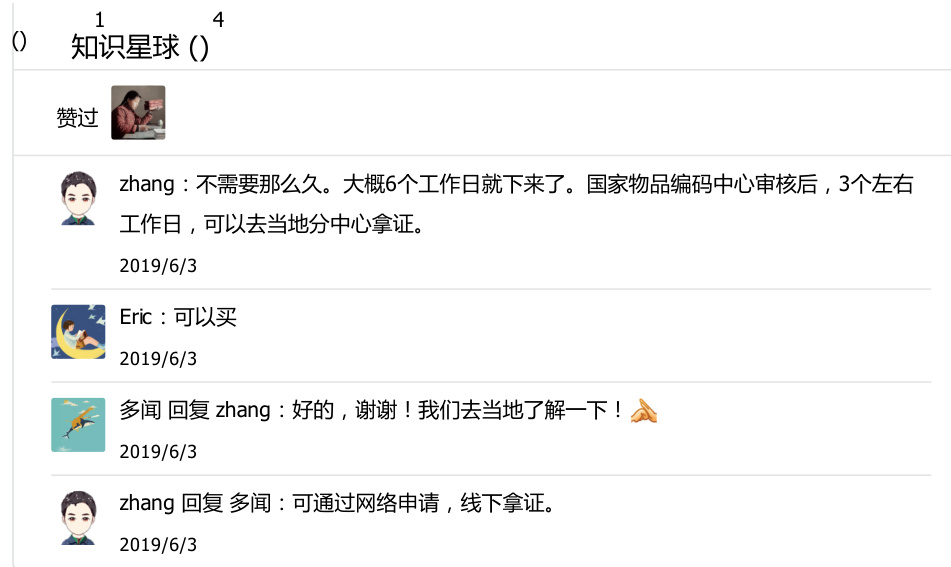 1 4
() 知识星球 ()
赞过
zhang：不需要那么久。大概6个工作日就下来了。国家物品编码中心审核后，3个左右
工作日，可以去当地分中心拿证。
2019/6/3
Eric：可以买
2019/6/3
多闻 回复 zhang：好的，谢谢！我们去当地了解一下！
2019/6/3
zhang 回复 多闻：可通过网络申请，线下拿证。
2019/6/3